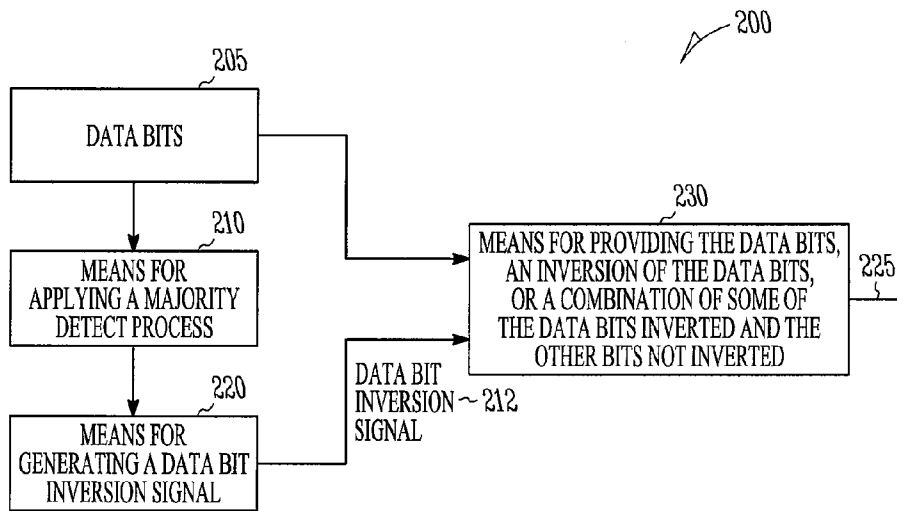 200
205
DATA BITS
210
MEANS FOR
APPLYING A MAJORITY
DETECT PROCESS
220
MEANS FOR
GENERATING A DATA BIT
INVERSION SIGNAL
DATA BIT
INVERSION ~ 212
SIGNAL
230
MEANS FOR PROVIDING THE DATA BITS,
AN INVERSION OF THE DATA BITS,
OR A COMBINATION OF SOME OF
THE DATA BITS INVERTED AND THE
OTHER BITS NOT INVERTED
225